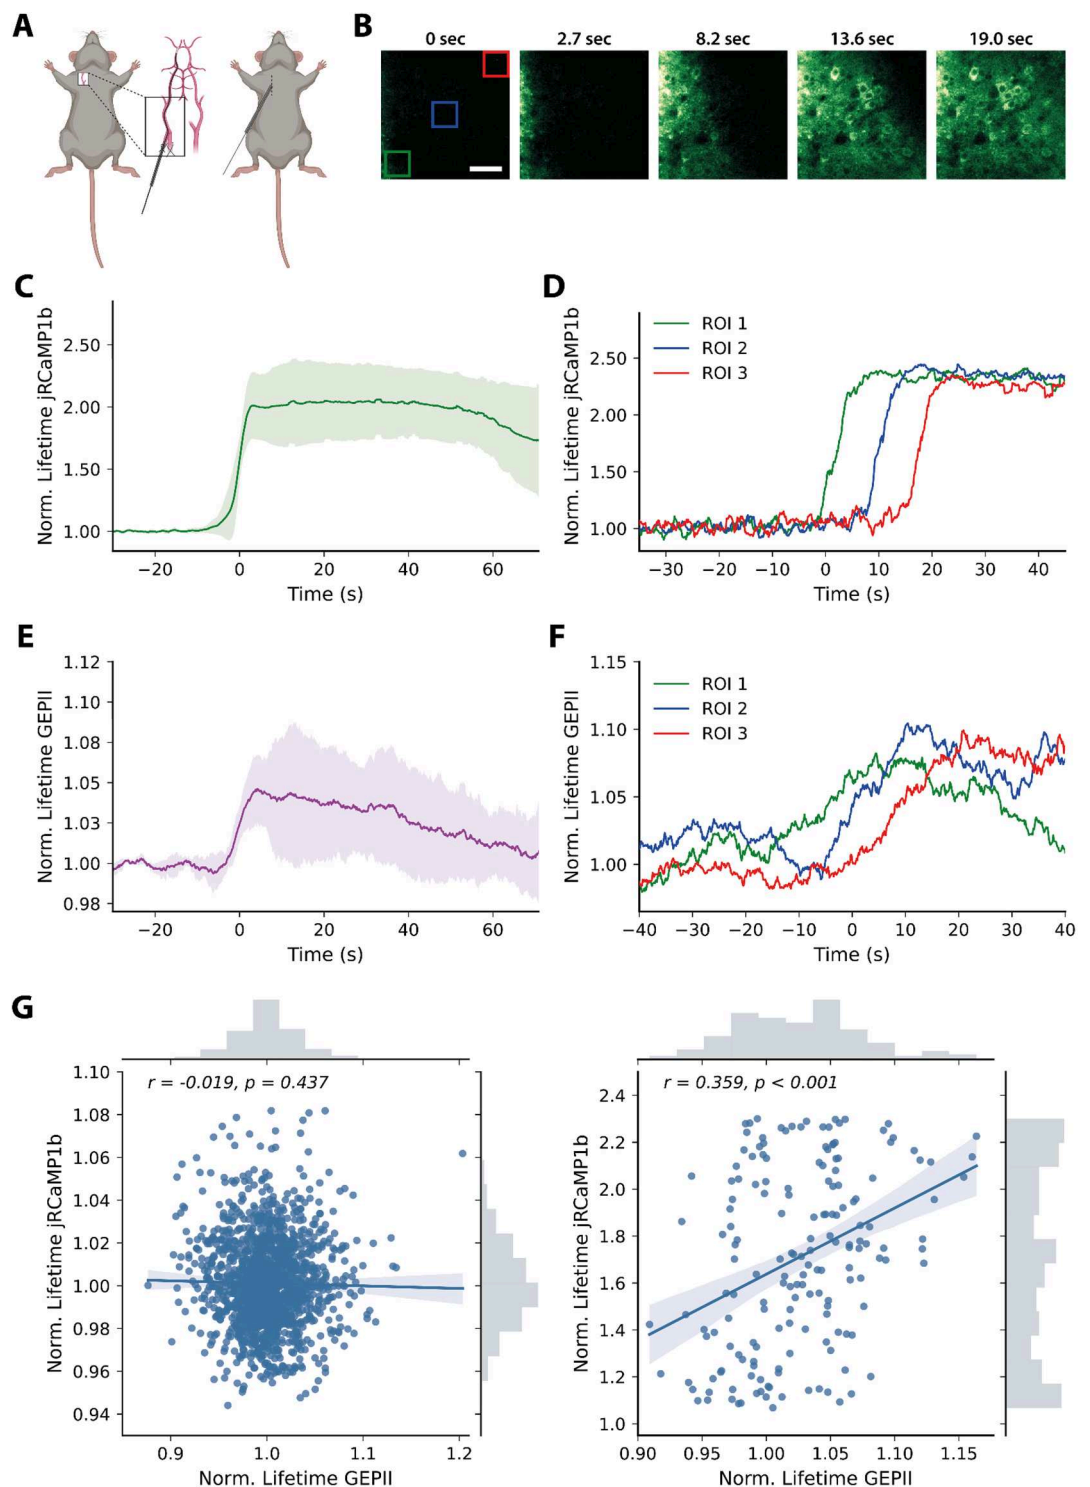 A
B
0 sec 2.7 sec 8.2 sec 13.6 sec 19.0 sec
C
Norm. Lifetime jRCaMP1b
2.50
2.00
1.50
1.00
−20 0 20 40 60
Time (s)
D
Norm. Lifetime jRCaMP1b
ROI 1
ROI 2
ROI 3
2.50
2.00
1.50
1.00
−30 −20 −10 0 10 20 30 40
Time (s)
E
Norm. Lifetime GEPII
1.12
1.10
1.08
1.05
1.03
1.00
0.98
−20 0 20 40 60
Time (s)
F
Norm. Lifetime GEPII
ROI 1
ROI 2
ROI 3
1.15
1.10
1.05
1.00
−40 −30 −20 −10 0 10 20 30 40
Time (s)
G
Norm. Lifetime jRCaMP1b
r = -0.019, p = 0.437
1.10
1.08
1.06
1.04
1.02
1.00
0.98
0.96
0.94
0.9 1.0 1.1 1.2
Norm. Lifetime GEPII
Norm. Lifetime jRCaMP1b
r = 0.359, p < 0.001
2.4
2.2
2.0
1.8
1.6
1.4
1.2
1.0
0.90 0.95 1.00 1.05 1.10 1.15
Norm. Lifetime GEPII